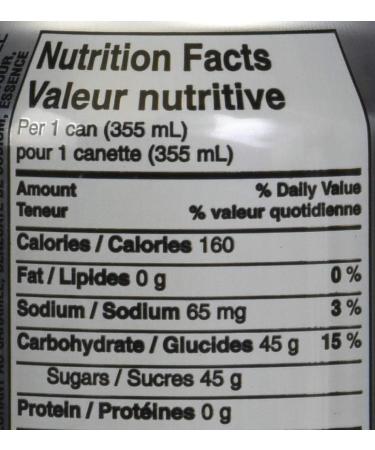 Nutrition Facts
Valeur nutritive
Per 1 can (355 mL)
pour 1 canette (355 mL)
Amount % Daily Value
Teneur % valeur quotidienne
Calories / Calories 160
Fat / Lipides 0 g 0 %
Sodium / Sodium 65 mg 3 %
Carbohydrate / Glucides 45 g 15 %
Sugars / Sucres 45 g
Protein / Protéines 0 g
ESSENCE